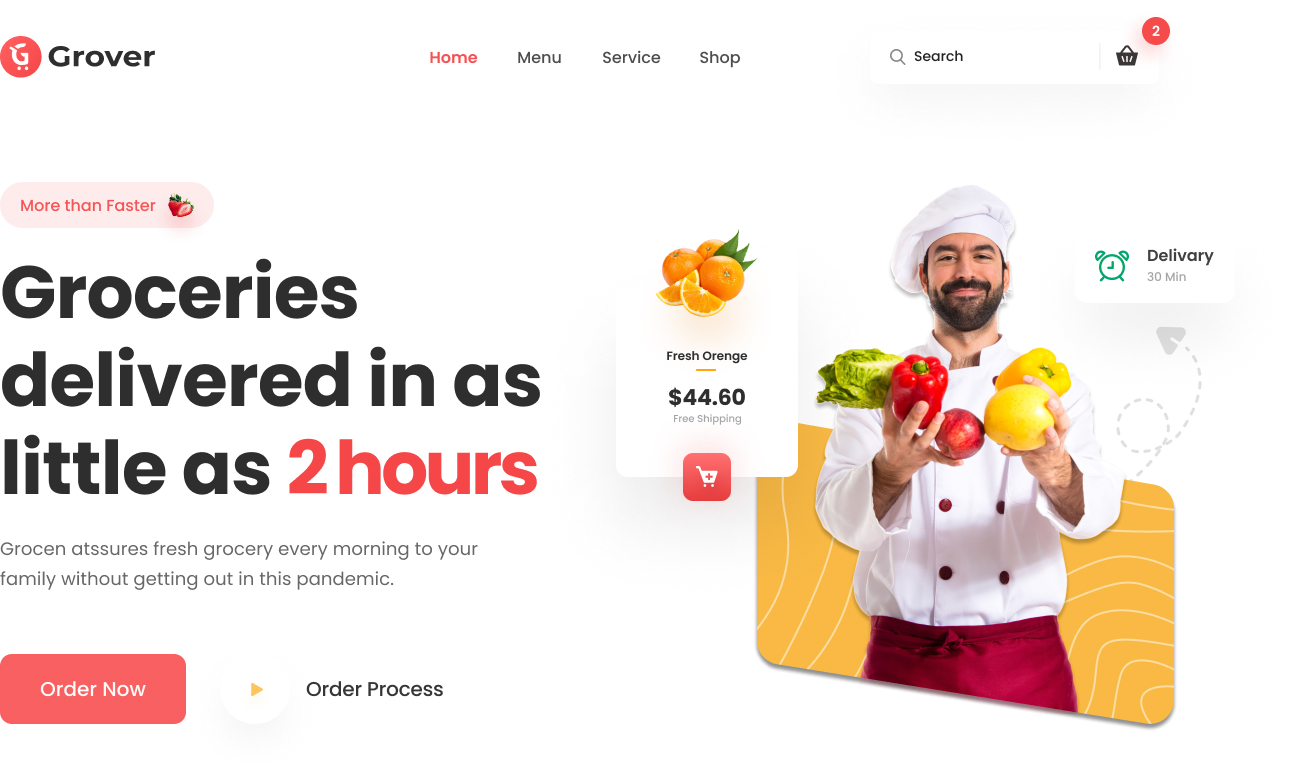 Grover
Home
Menu
Service
Shop
Search
2
More than Faster
Groceries
delivered in as
little as 2 hours
Grocen atssures fresh grocery every morning to your
family without getting out in this pandemic.
Order Now
Order Process
Fresh Orenge
$44.60
Free Shipping
Delivary
30 Min